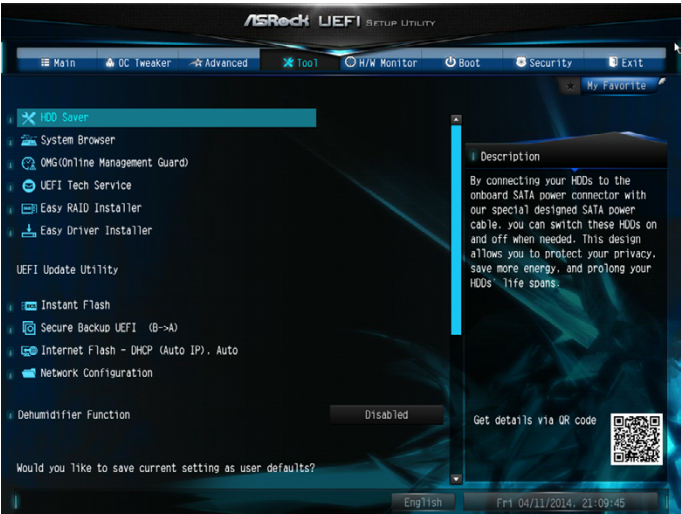 ASRock UEFI SETUP UTILITY
Main OC Tweaker Advanced Tool H/W Monitor Boot Security Exit
My Favorite
HDD Saver
System Browser
OMG(Online Management Guard)
UEFI Tech Service
Easy RAID Installer
Easy Driver Installer
UEFI Update Utility
Instant Flash
Secure Backup UEFI (B->A)
Internet Flash - DHCP (Auto IP), Auto
Network Configuration
Dehumidifier Function Disabled
Would you like to save current setting as user defaults?
Description
By connecting your HDDs to the
onboard SATA power connector with
our special designed SATA power
cable, you can switch these HDDs on
and off when needed. This design
allows you to protect your privacy,
save more energy, and prolong your
HDDs' life spans.
Get details via QR code
English Fri 04/11/2014, 21:09:45